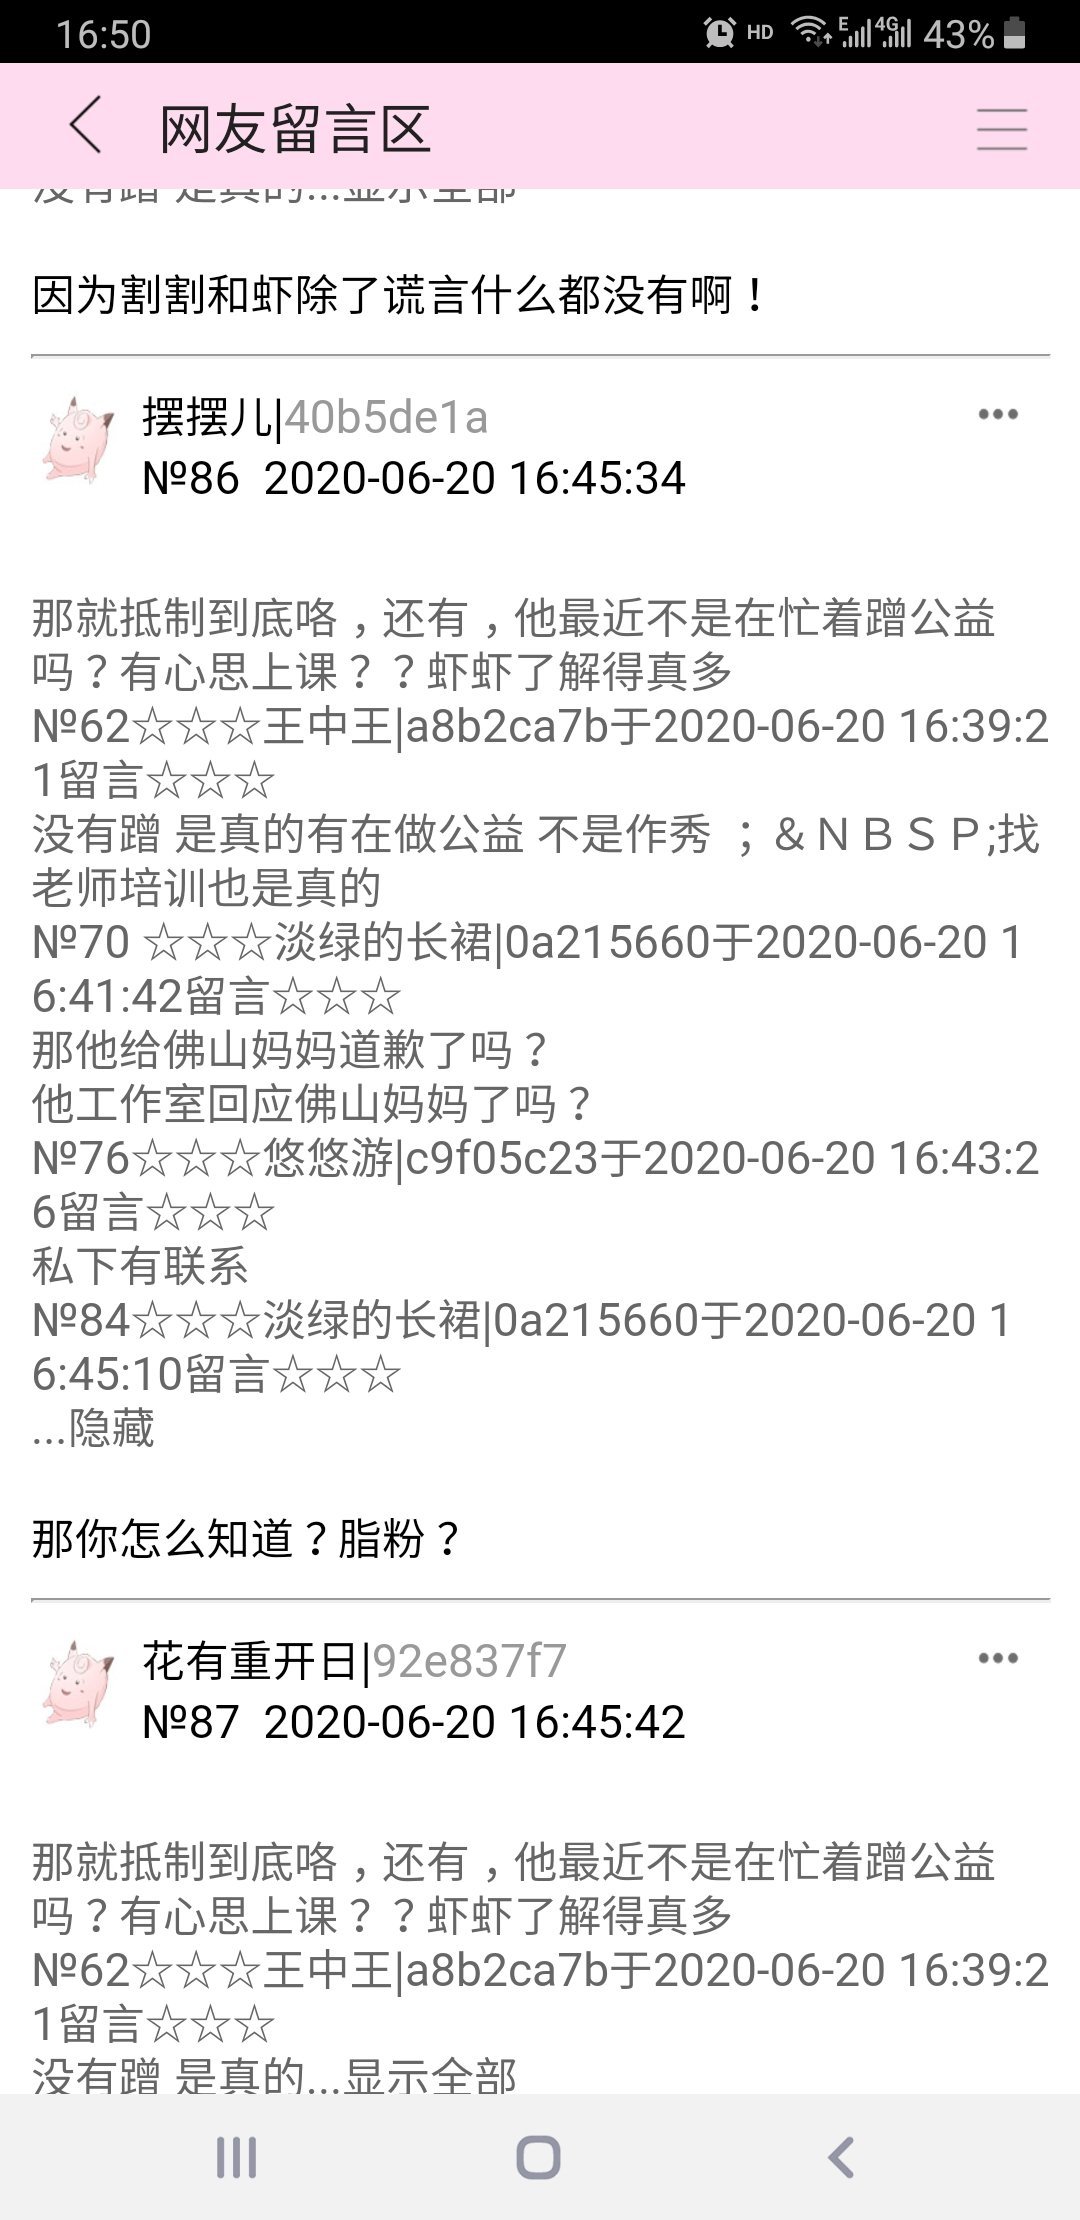 16:50 HD E 4G 43%
网友留言区
没有蹭 是真的...显示全部
因为割割和虾除了谎言什么都没有啊！
摆摆儿|40b5de1a
№86 2020-06-20 16:45:34
那就抵制到底咯，还有，他最近不是在忙着蹭公益
吗？有心思上课？？虾虾了解得真多
№62☆☆☆王中王|a8b2ca7b于2020-06-20 16:39:2
1留言☆☆☆
没有蹭 是真的有在做公益 不是作秀 ；＆ＮＢＳＰ;找
老师培训也是真的
№70 ☆☆☆淡绿的长裙|0a215660于2020-06-20 1
6:41:42留言☆☆☆
那他给佛山妈妈道歉了吗？
他工作室回应佛山妈妈了吗？
№76☆☆☆悠悠游|c9f05c23于2020-06-20 16:43:2
6留言☆☆☆
私下有联系
№84☆☆☆淡绿的长裙|0a215660于2020-06-20 1
6:45:10留言☆☆☆
...隐藏
那你怎么知道？脂粉？
花有重开日|92e837f7
№87 2020-06-20 16:45:42
那就抵制到底咯，还有，他最近不是在忙着蹭公益
吗？有心思上课？？虾虾了解得真多
№62☆☆☆王中王|a8b2ca7b于2020-06-20 16:39:2
1留言☆☆☆
没有蹭 是真的...显示全部